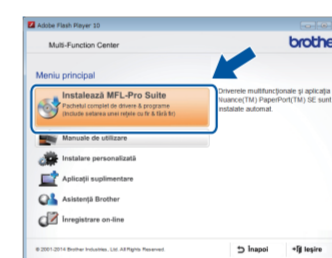 Adobe Flash Player 10
Multi-Function Center
brothe
Meniu principal
Instalează MFL-Pro Suite
Pachetul complet de drivere & programe
(Include setarea unei rețele cu fir & fără fir)
Driverele multifuncționale și aplicația
Nuance(TM) PaperPort(TM) SE sunt
instalate automat.
Manuale de utilizare
Instalare personalizată
Aplicații suplimentare
Asistență Brother
Înregistrare on-line
© 2001-2014 Brother Industries, Ltd. All Rights Reserved.
Înapoi
Ieșire